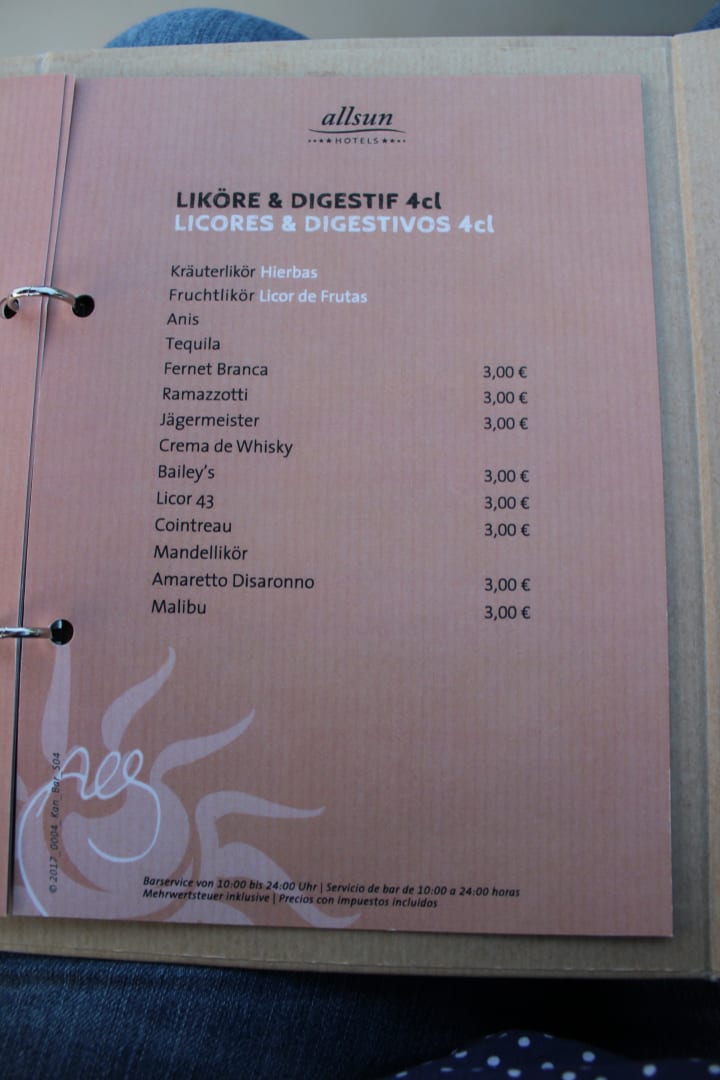 allsun
HOTELS
LIKÖRE & DIGESTIF 4cl
LICORES & DIGESTIVOS 4cl
Kräuterlikör Hierbas
Fruchtlikör Licor de Frutas
Anis
Tequila
Fernet Branca 3,00 €
Ramazzotti 3,00 €
Jägermeister 3,00 €
Crema de Whisky
Bailey's 3,00 €
Licor 43 3,00 €
Cointreau 3,00 €
Mandellikör
Amaretto Disaronno 3,00 €
Malibu 3,00 €
© 2017_0004_Kan_Bar_S04
Barservice von 10:00 bis 24:00 Uhr | Servicio de bar de 10:00 a 24:00 horas
Mehrwertsteuer inklusive | Precios con impuestos incluidos